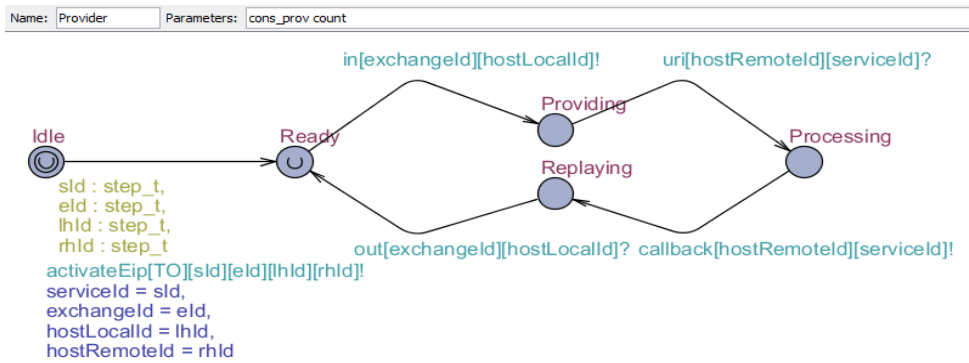 Name: Provider Parameters: cons_prov count
in[exchangeId][hostLocalId]! uri[hostRemoteId][serviceId]?
Providing
Idle Ready Processing
Replaying
sId : step_t,
eId : step_t,
lhId : step_t,
rhId : step_t
out[exchangeId][hostLocalId]? callback[hostRemoteId][serviceId]!
activateEip[TO][sId][eId][lhId][rhId]!
serviceId = sId,
exchangeId = eId,
hostLocalId = lhId,
hostRemoteId = rhId